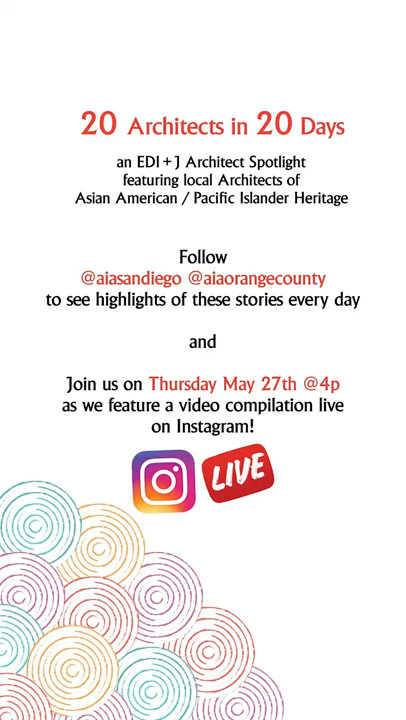 20 Architects in 20 Days
an EDI+J Architect Spotlight
featuring local Architects of
Asian American / Pacific Islander Heritage
Follow
@aiasandiego @aiaorangecounty
to see highlights of these stories every day
and
Join us on Thursday May 27th @4p
as we feature a video compilation live
on Instagram!
LIVE